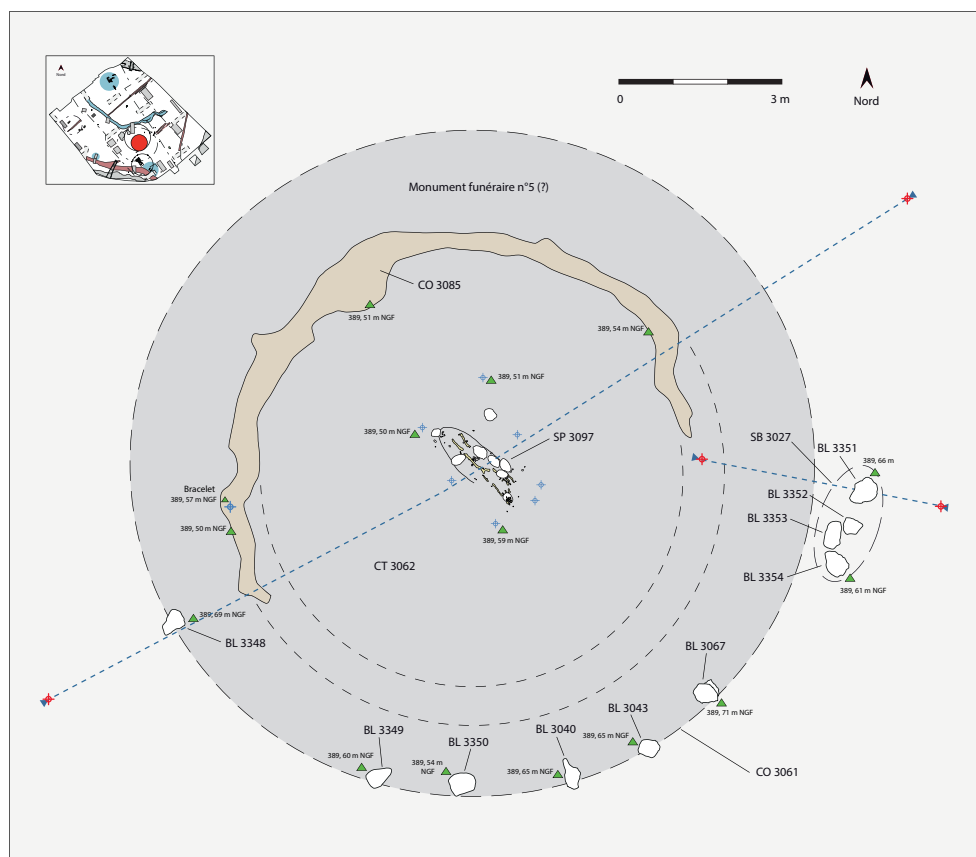 Nord
0
3 m
Nord
Monument funéraire n°5 (?)
CO 3085
389, 51 m NGF
389, 54 m NGF
389, 51 m NGF
389, 50 m NGF
SP 3097
SB 3027
BL 3351
389, 66 m
BL 3352
BL 3353
BL 3354
389, 61 m NGF
Bracelet
389, 57 m NGF
389, 50 m NGF
389, 59 m NGF
CT 3062
389, 69 m NGF
BL 3348
BL 3067
389, 71 m NGF
BL 3043
389, 65 m NGF
BL 3349
389, 60 m NGF
BL 3350
389, 54 m
NGF
BL 3040
389, 65 m NGF
CO 3061